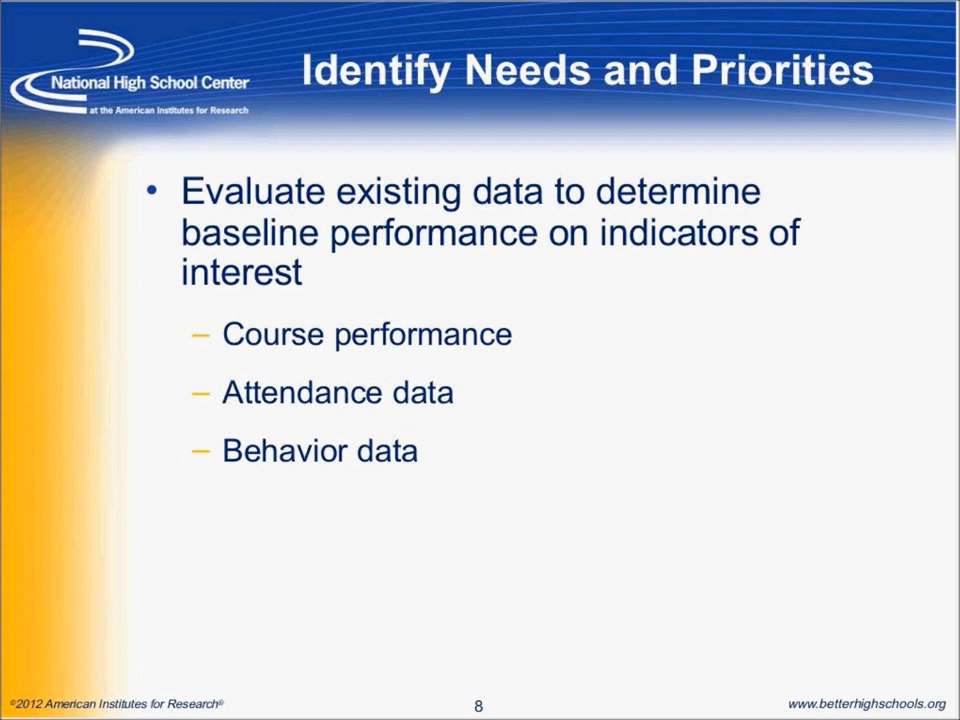 National High School Center
at the American Institutes for Research
Identify Needs and Priorities
• Evaluate existing data to determine
baseline performance on indicators of
interest
– Course performance
– Attendance data
– Behavior data
©2012 American Institutes for Research®
8
www.betterhighschools.org